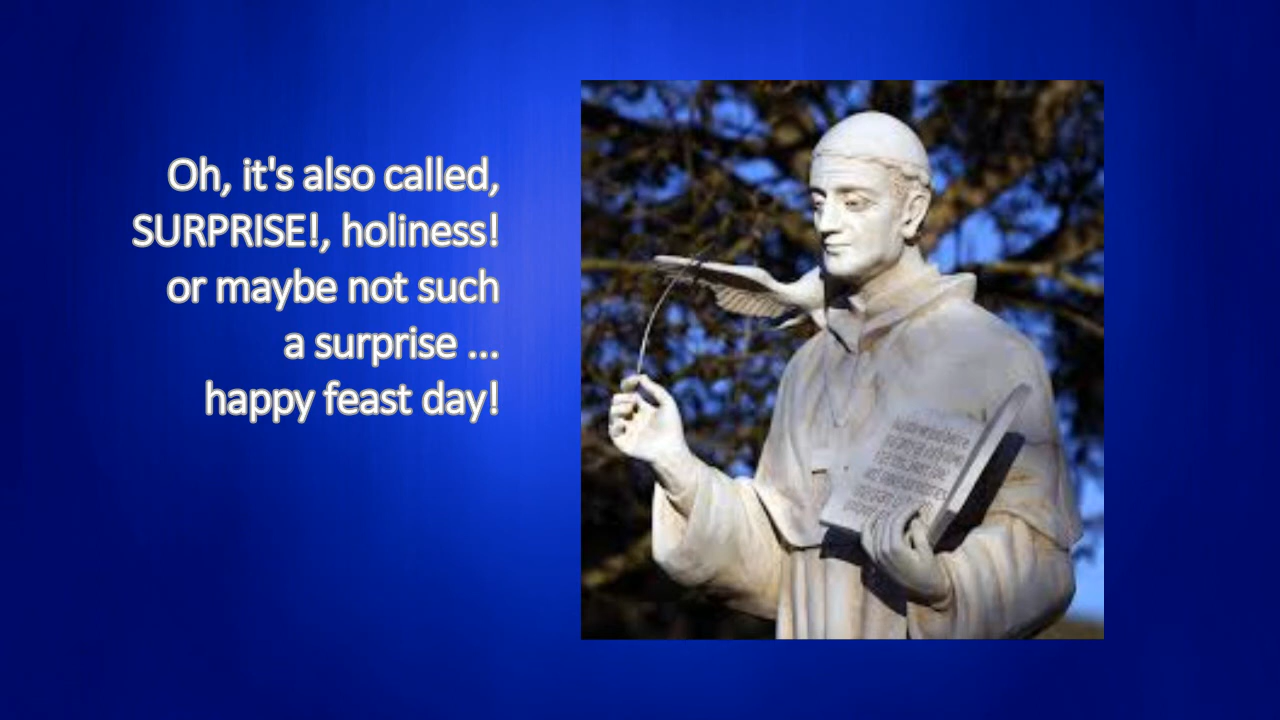 Oh, it's also called,
SURPRISE!, holiness!
or maybe not such
a surprise ...
happy feast day!